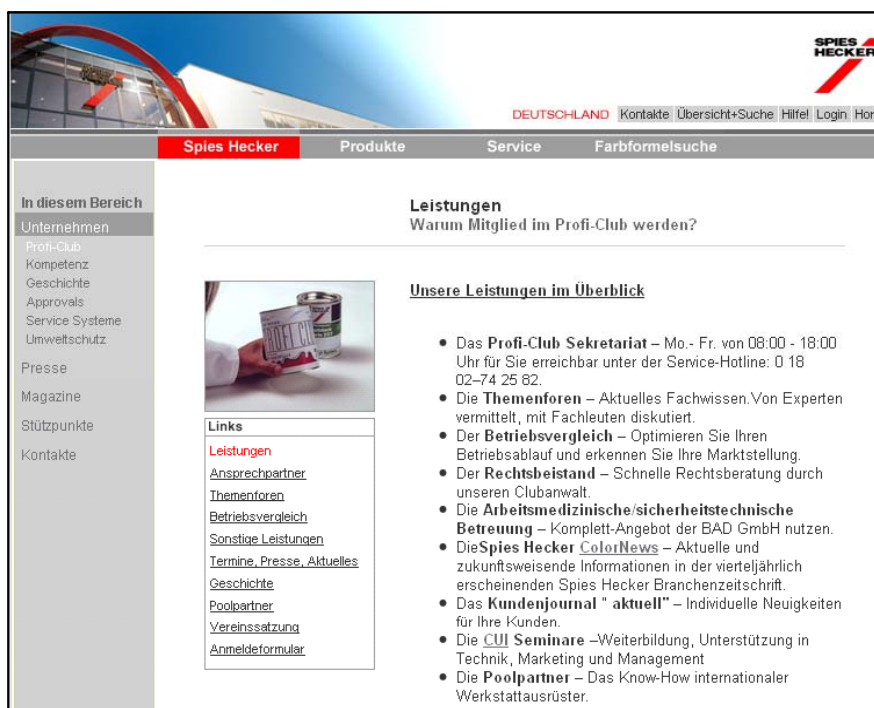 SPIES
HECKER
DEUTSCHLAND Kontakte Übersicht+Suche Hilfe! Login
Spies Hecker Produkte Service Farbformelsuche
In diesem Bereich
Unternehmen
Profi-Club
Kompetenz
Geschichte
Approvals
Service Systeme
Umweltschutz
Presse
Magazine
Stützpunkte
Kontakte
Leistungen
Warum Mitglied im Profi-Club werden?
PROFI CL
Links
Leistungen
Ansprechpartner
Themenforen
Betriebsvergleich
Sonstige Leistungen
Termine, Presse, Aktuelles
Geschichte
Poolpartner
Vereinssatzung
Anmeldeformular
Unsere Leistungen im Überblick
Das Profi-Club Sekretariat – Mo.- Fr. von 08:00 - 18:00
Uhr für Sie erreichbar unter der Service-Hotline: 0 18
02–74 25 82.
Die Themenforen – Aktuelles Fachwissen.Von Experten
vermittelt, mit Fachleuten diskutiert.
Der Betriebsvergleich – Optimieren Sie Ihren
Betriebsablauf und erkennen Sie Ihre Marktstellung.
Der Rechtsbeistand – Schnelle Rechtsberatung durch
unseren Clubanwalt.
Die Arbeitsmedizinische/sicherheitstechnische
Betreuung – Komplett-Angebot der BAD GmbH nutzen.
DieSpies Hecker ColorNews – Aktuelle und
zukunftsweisende Informationen in der vierteljährlich
erscheinenden Spies Hecker Branchenzeitschrift.
Das Kundenjournal " aktuell" – Individuelle Neuigkeiten
für Ihre Kunden.
Die CUI Seminare –Weiterbildung, Unterstützung in
Technik, Marketing und Management
Die Poolpartner – Das Know-How internationaler
Werkstattausrüster.